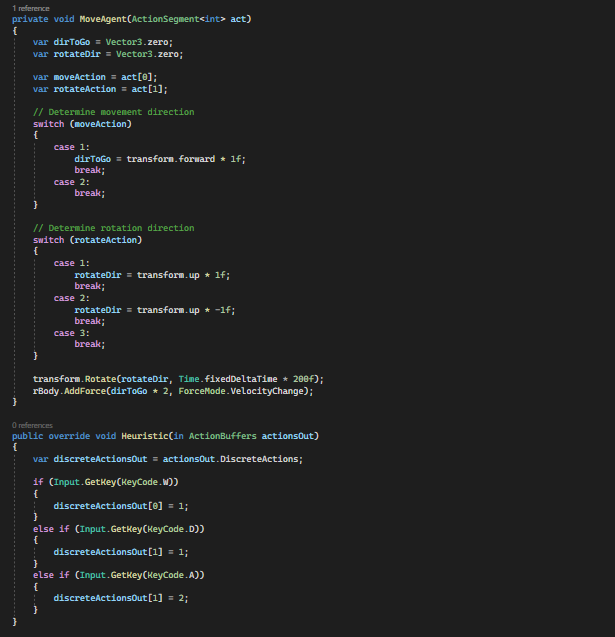 1 reference
private void MoveAgent(ActionSegment<int> act)
{
    var dirToGo = Vector3.zero;
    var rotateDir = Vector3.zero;

    var moveAction = act[0];
    var rotateAction = act[1];

    // Determine movement direction
    switch (moveAction)
    {
        case 1:
            dirToGo = transform.forward * 1f;
            break;
        case 2:
            break;
    }

    // Determine rotation direction
    switch (rotateAction)
    {
        case 1:
            rotateDir = transform.up * 1f;
            break;
        case 2:
            rotateDir = transform.up * -1f;
            break;
        case 3:
            break;
    }

    transform.Rotate(rotateDir, Time.fixedDeltaTime * 200f);
    rBody.AddForce(dirToGo * 2, ForceMode.VelocityChange);
}

0 references
public override void Heuristic(in ActionBuffers actionsOut)
{
    var discreteActionsOut = actionsOut.DiscreteActions;

    if (Input.GetKey(KeyCode.W))
    {
        discreteActionsOut[0] = 1;
    }
    else if (Input.GetKey(KeyCode.D))
    {
        discreteActionsOut[1] = 1;
    }
    else if (Input.GetKey(KeyCode.A))
    {
        discreteActionsOut[1] = 2;
    }
}